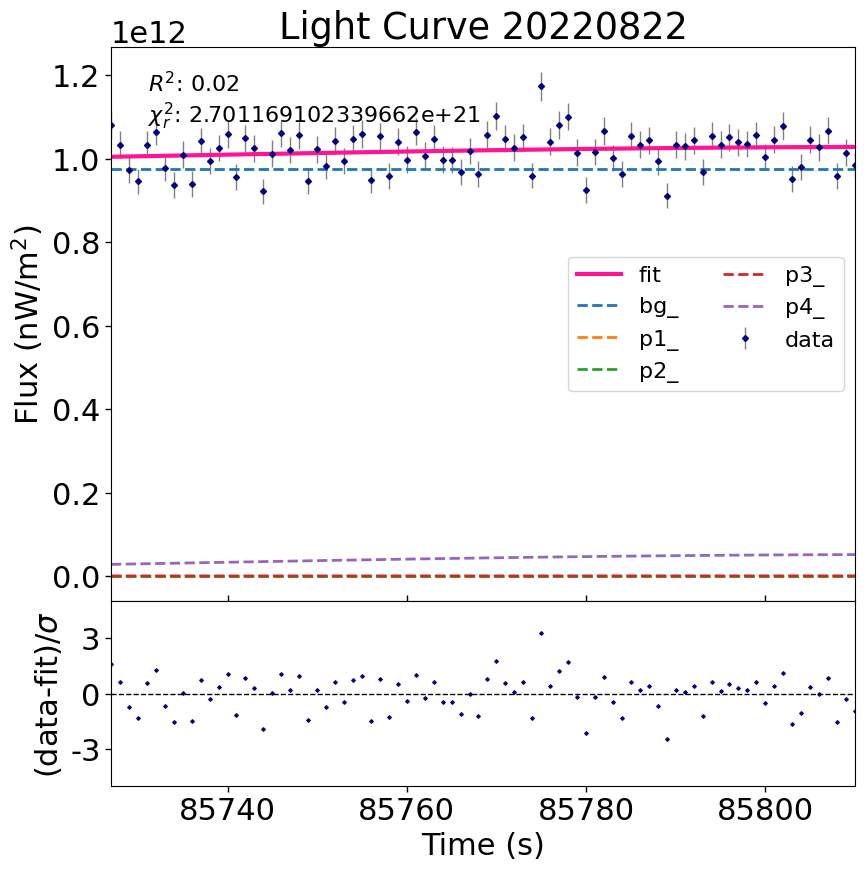 Light Curve 20220822
1e12
R²: 0.02
χ²ᵣ: 2.701169102339662e+21
1.2
1.0
0.8
0.6
0.4
0.2
0.0
Flux (nW/m²)
fit
bg_
p1_
p2_
p3_
p4_
data
3
0
-3
(data-fit)/σ
85740
85760
85780
85800
Time (s)